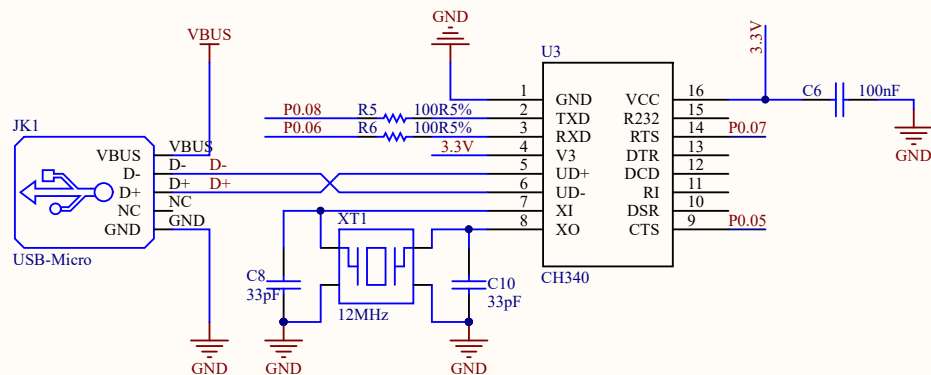 GND
VBUS
3.3V
U3
P0.08 R5 100R5%
P0.06 R6 100R5%
3.3V
1 GND VCC 16
2 TXD R232 15
3 RXD RTS 14 P0.07
4 V3 DTR 13
5 UD+ DCD 12
6 UD- RI 11
7 XI DSR 10
8 XO CTS 9 P0.05
CH340
C6 100nF
GND
JK1
VBUS VBUS
D- D- D-
D+ D+ D+
NC NC
GND GND
USB-Micro
XT1
C8
33pF
12MHz
C10
33pF
GND
GND
GND